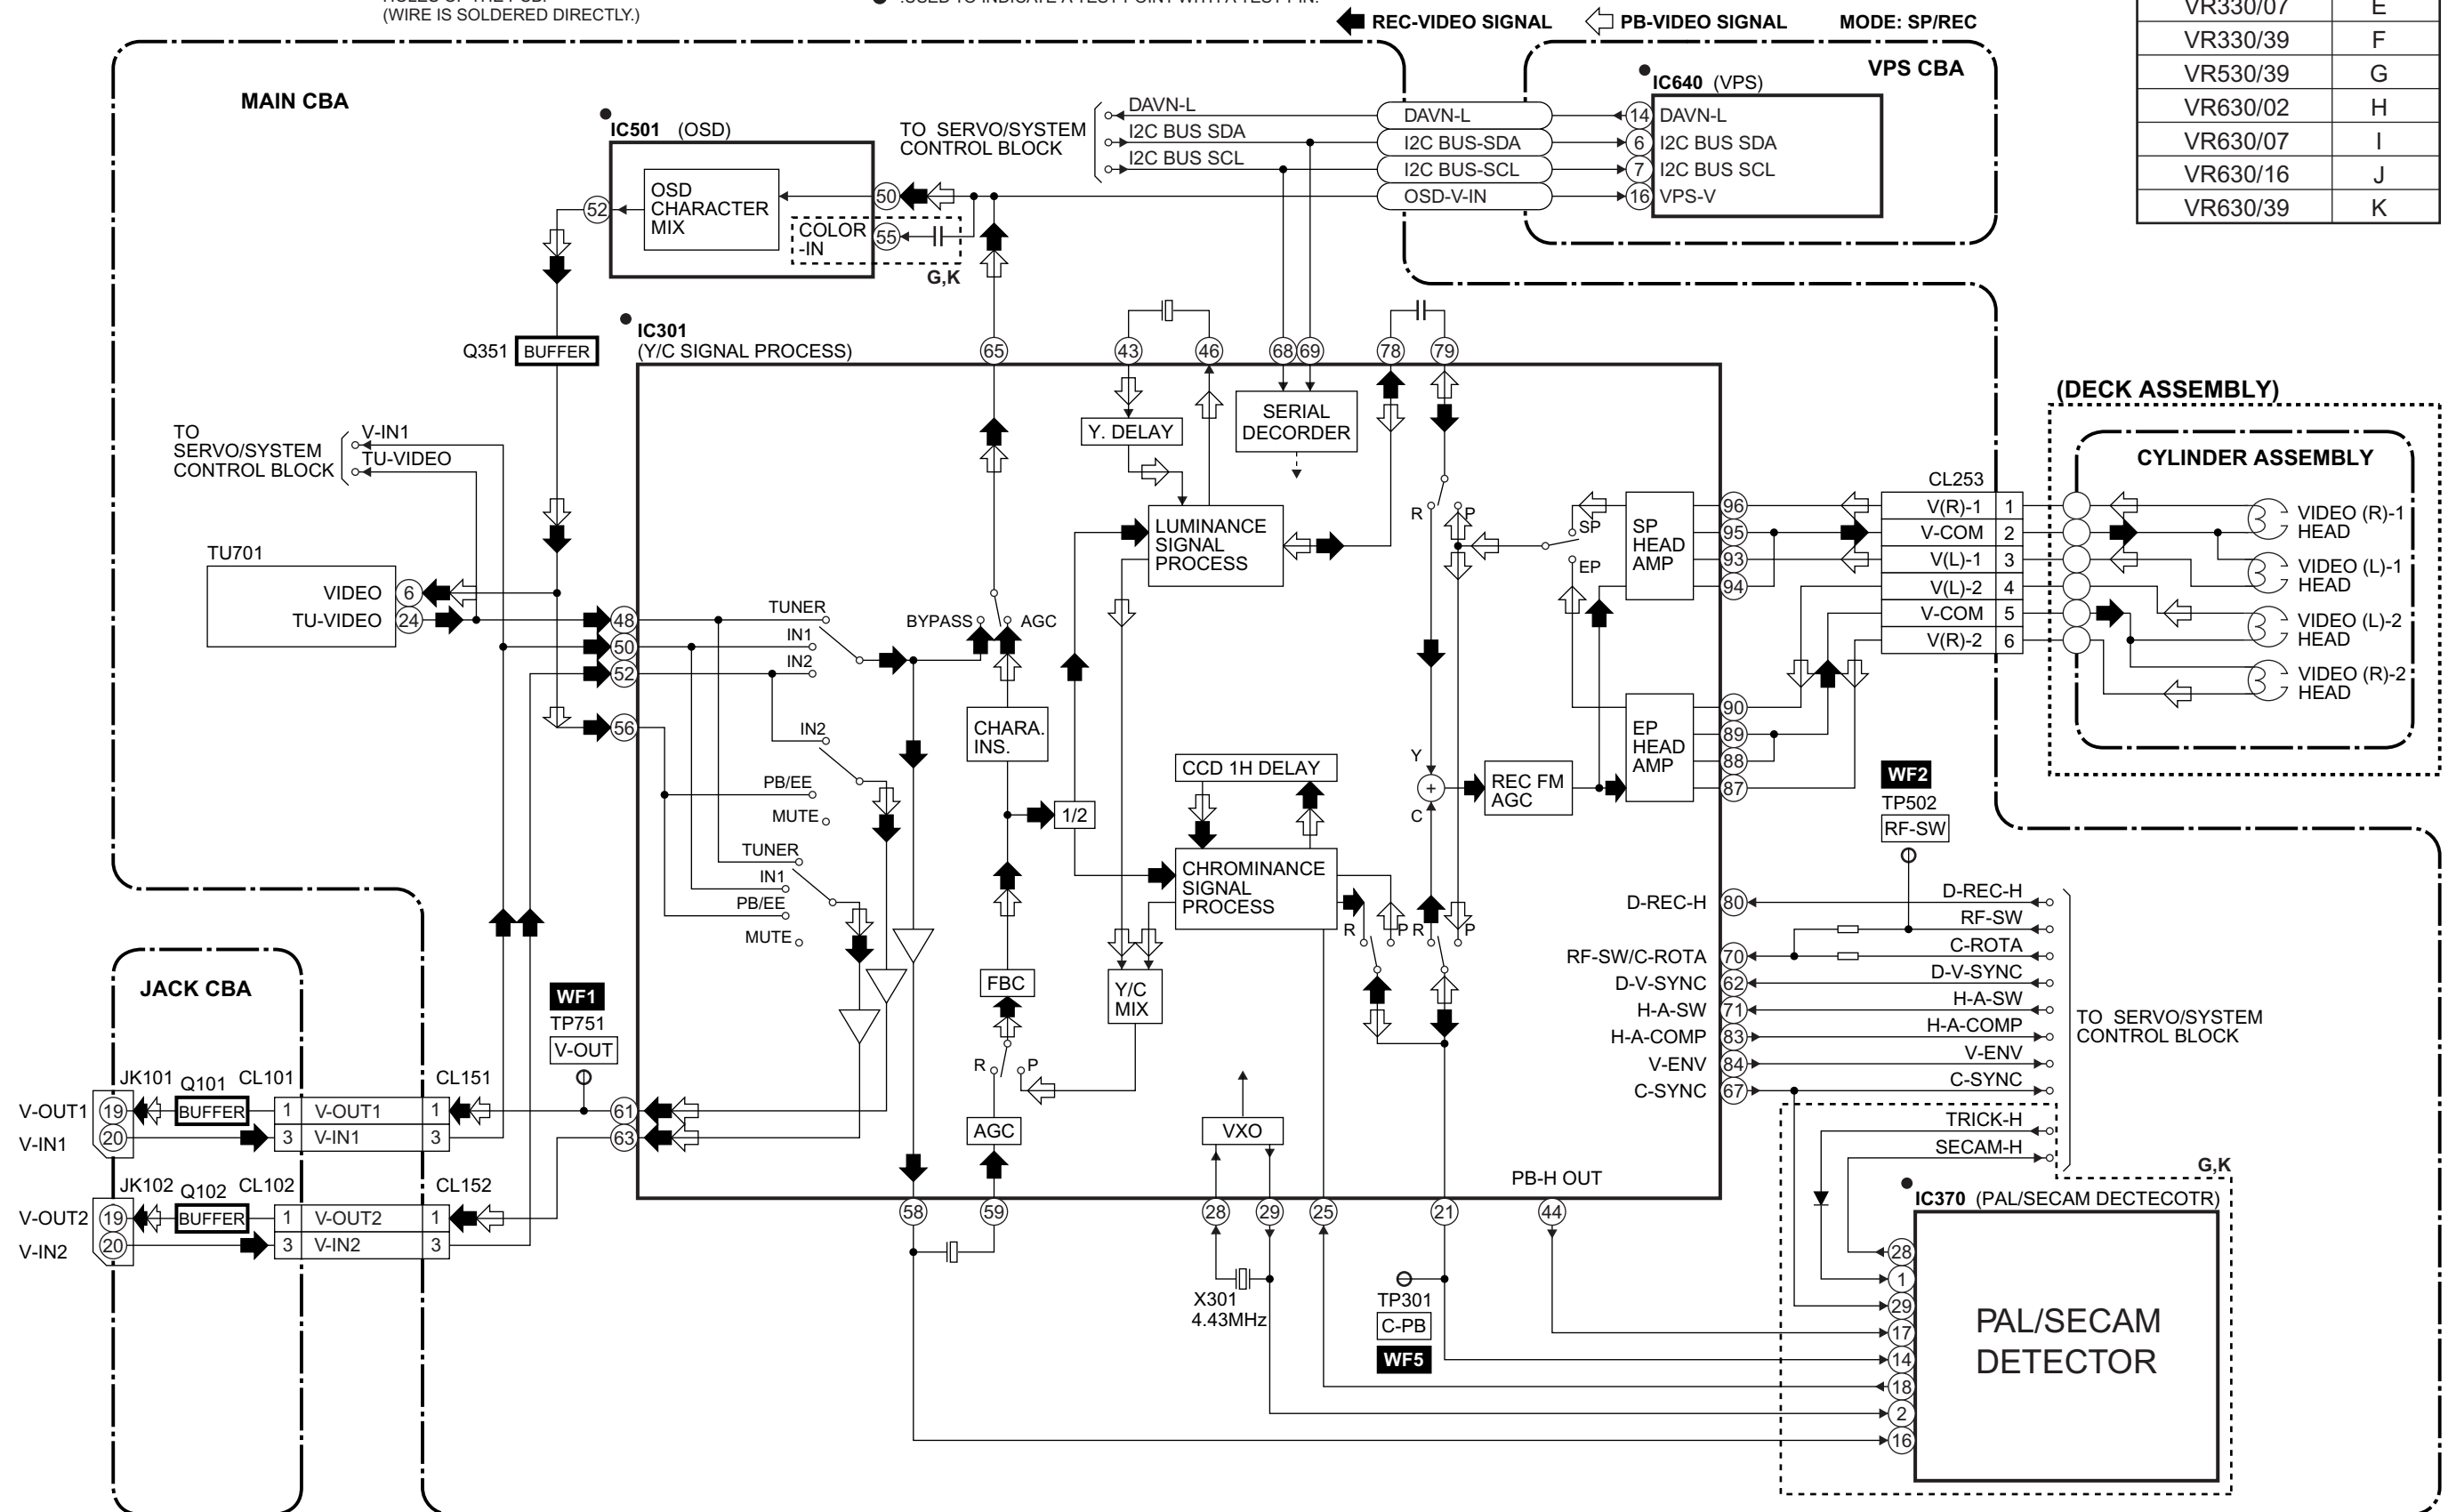 HOLES OF THE PCB.
(WIRE IS SOLDERED DIRECTLY.)
:USED TO INDICATE A TEST POINT WITH A TEST PIN.
REC-VIDEO SIGNAL PB-VIDEO SIGNAL MODE: SP/REC
VR330/07 E
VR330/39 F
VR530/39 G
VR630/02 H
VR630/07 I
VR630/16 J
VR630/39 K
MAIN CBA
VPS CBA
IC640 (VPS)
14 DAVN-L
6 I2C BUS SDA
7 I2C BUS SCL
16 VPS-V
DAVN-L
I2C BUS-SDA
I2C BUS-SCL
OSD-V-IN
TO SERVO/SYSTEM
CONTROL BLOCK
DAVN-L
I2C BUS SDA
I2C BUS SCL
IC501 (OSD)
OSD
CHARACTER
MIX
52
50
COLOR
-IN
55
G,K
Q351 BUFFER
IC301
(Y/C SIGNAL PROCESS)
65 43 46 68 69 78 79
Y. DELAY
SERIAL
DECORDER
TO
SERVO/SYSTEM
CONTROL BLOCK
V-IN1
TU-VIDEO
TU701
VIDEO 6
TU-VIDEO 24
48
50
52
56
TUNER
IN1
IN2
BYPASS AGC
IN2
PB/EE
MUTE
TUNER
IN1
PB/EE
MUTE
LUMINANCE
SIGNAL
PROCESS
CHARA.
INS.
1/2
CCD 1H DELAY
CHROMINANCE
SIGNAL
PROCESS
FBC
Y/C
MIX
R P
AGC
VXO
R P
SP
EP
SP
HEAD
AMP
EP
HEAD
AMP
Y
+
C
REC FM
AGC
R P R P
96
95
93
94
90
89
88
87
(DECK ASSEMBLY)
CYLINDER ASSEMBLY
CL253
V(R)-1 1
V-COM 2
V(L)-1 3
V(L)-2 4
V-COM 5
V(R)-2 6
VIDEO (R)-1
HEAD
VIDEO (L)-1
HEAD
VIDEO (L)-2
HEAD
VIDEO (R)-2
HEAD
WF2
TP502
RF-SW
D-REC-H 80 D-REC-H
RF-SW
RF-SW/C-ROTA 70 C-ROTA
D-V-SYNC 62 D-V-SYNC
H-A-SW 71 H-A-SW
H-A-COMP 83 H-A-COMP
V-ENV 84 V-ENV
C-SYNC 67 C-SYNC
TRICK-H
SECAM-H
TO SERVO/SYSTEM
CONTROL BLOCK
G,K
JACK CBA
WF1
TP751
V-OUT
JK101 Q101 CL101 CL151
V-OUT1 19 BUFFER 1 V-OUT1 1 61
V-IN1 20 3 V-IN1 3 63
JK102 Q102 CL102 CL152
V-OUT2 19 BUFFER 1 V-OUT2 1
V-IN2 20 3 V-IN2 3
PB-H OUT
58 59 28 29 25 21 44
X301
4.43MHz
TP301
C-PB
WF5
IC370 (PAL/SECAM DECTECOTR)
28
1
29
17
14
18
2
16
PAL/SECAM
DETECTOR